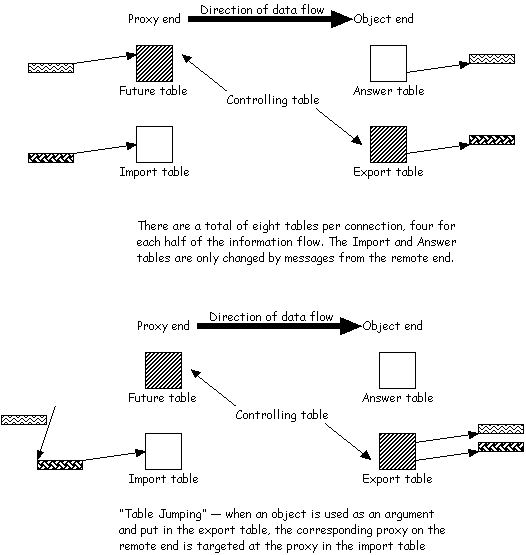 Direction of data flow
Proxy end
Object end
Future table
Answer table
Controlling table
Import table
Export table
There are a total of eight tables per connection, four for
each half of the information flow. The Import and Answer
tables are only changed by messages from the remote end.
Direction of data flow
Proxy end
Object end
Future table
Answer table
Controlling table
Import table
Export table
"Table Jumping" — when an object is used as an argument
and put in the export table, the corresponding proxy on the
remote end is targeted at the proxy in the import table